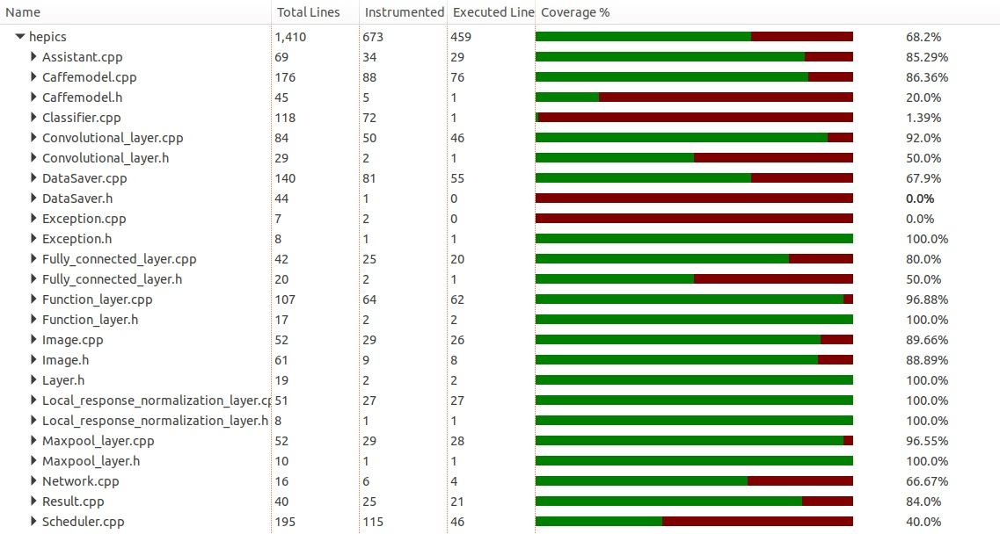 Name Total Lines Instrumented Executed Line Coverage %
hepics 1,410 673 459 68.2%
Assistant.cpp 69 34 29 85.29%
Caffemodel.cpp 176 88 76 86.36%
Caffemodel.h 45 5 1 20.0%
Classifier.cpp 118 72 1 1.39%
Convolutional_layer.cpp 84 50 46 92.0%
Convolutional_layer.h 29 2 1 50.0%
DataSaver.cpp 140 81 55 67.9%
DataSaver.h 44 1 0 0.0%
Exception.cpp 7 2 0 0.0%
Exception.h 8 1 1 100.0%
Fully_connected_layer.cpp 42 25 20 80.0%
Fully_connected_layer.h 20 2 1 50.0%
Function_layer.cpp 107 64 62 96.88%
Function_layer.h 17 2 2 100.0%
Image.cpp 52 29 26 89.66%
Image.h 61 9 8 88.89%
Layer.h 19 2 2 100.0%
Local_response_normalization_layer.cp 51 27 27 100.0%
Local_response_normalization_layer.h 8 1 1 100.0%
Maxpool_layer.cpp 52 29 28 96.55%
Maxpool_layer.h 10 1 1 100.0%
Network.cpp 16 6 4 66.67%
Result.cpp 40 25 21 84.0%
Scheduler.cpp 195 115 46 40.0%